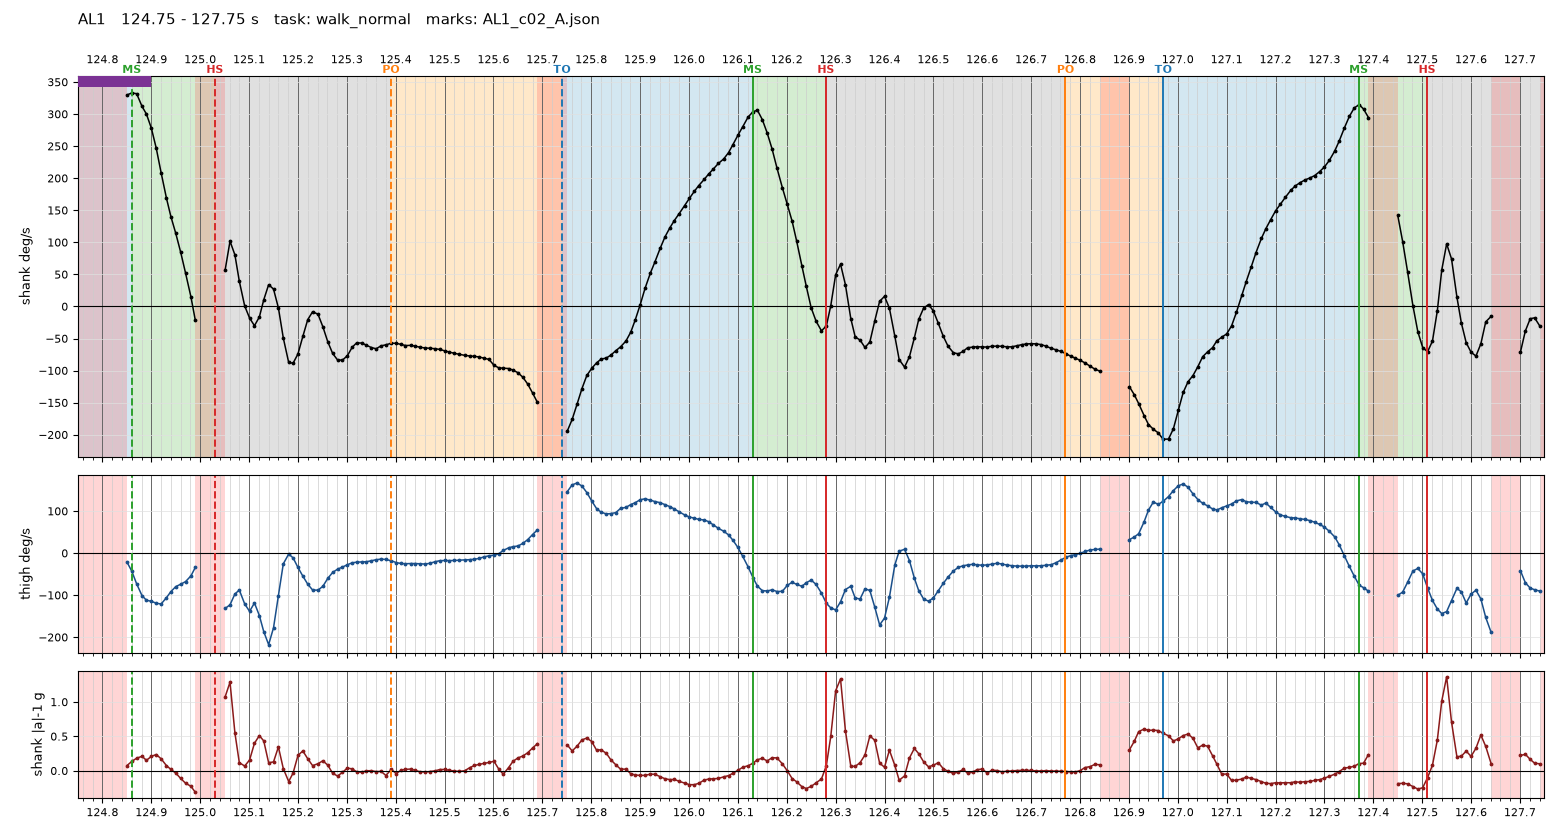 AL1   124.75 - 127.75 s   task: walk_normal   marks: AL1_c02_A.json
124.8 124.9 125.0 125.1 125.2 125.3 125.4 125.5 125.6 125.7 125.8 125.9 126.0 126.1 126.2 126.3 126.4 126.5 126.6 126.7 126.8 126.9 127.0 127.1 127.2 127.3 127.4 127.5 127.6 127.7
MS HS PO TO MS HS PO TO MS HS
350
300
250
200
150
100
50
0
−50
−100
−150
−200
shank deg/s
100
0
−100
−200
thigh deg/s
1.0
0.5
0.0
shank |a|-1 g
124.8 124.9 125.0 125.1 125.2 125.3 125.4 125.5 125.6 125.7 125.8 125.9 126.0 126.1 126.2 126.3 126.4 126.5 126.6 126.7 126.8 126.9 127.0 127.1 127.2 127.3 127.4 127.5 127.6 127.7